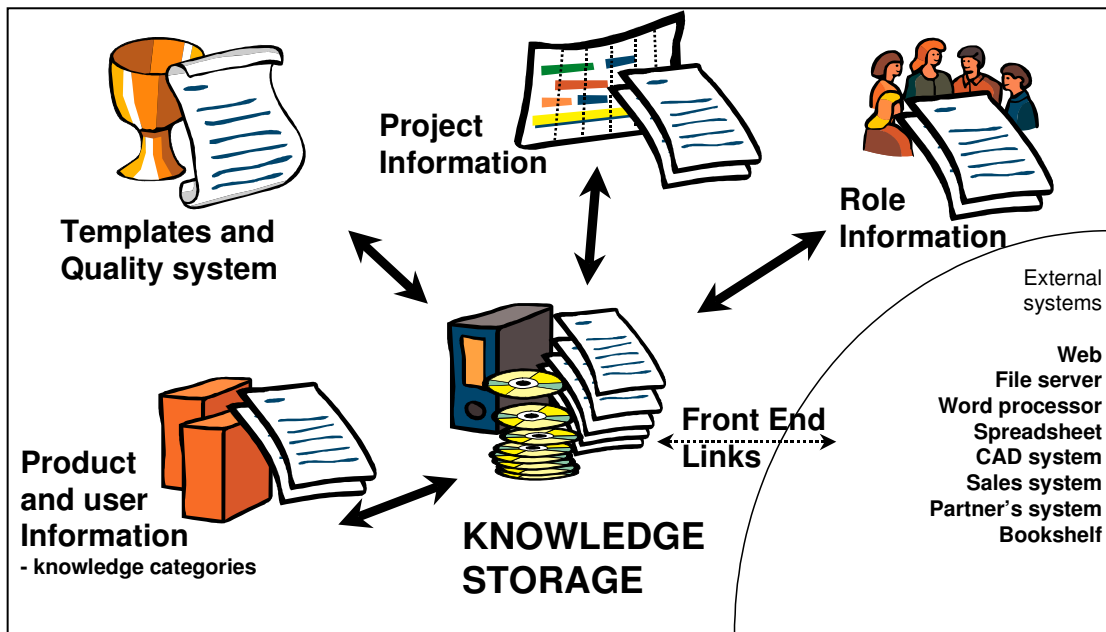 Project
Information
Templates and
Quality system
Role
Information
External
systems
Web
File server
Word processor
Spreadsheet
CAD system
Sales system
Partner's system
Bookshelf
Front End
Links
Product
and user
Information
- knowledge categories
KNOWLEDGE
STORAGE